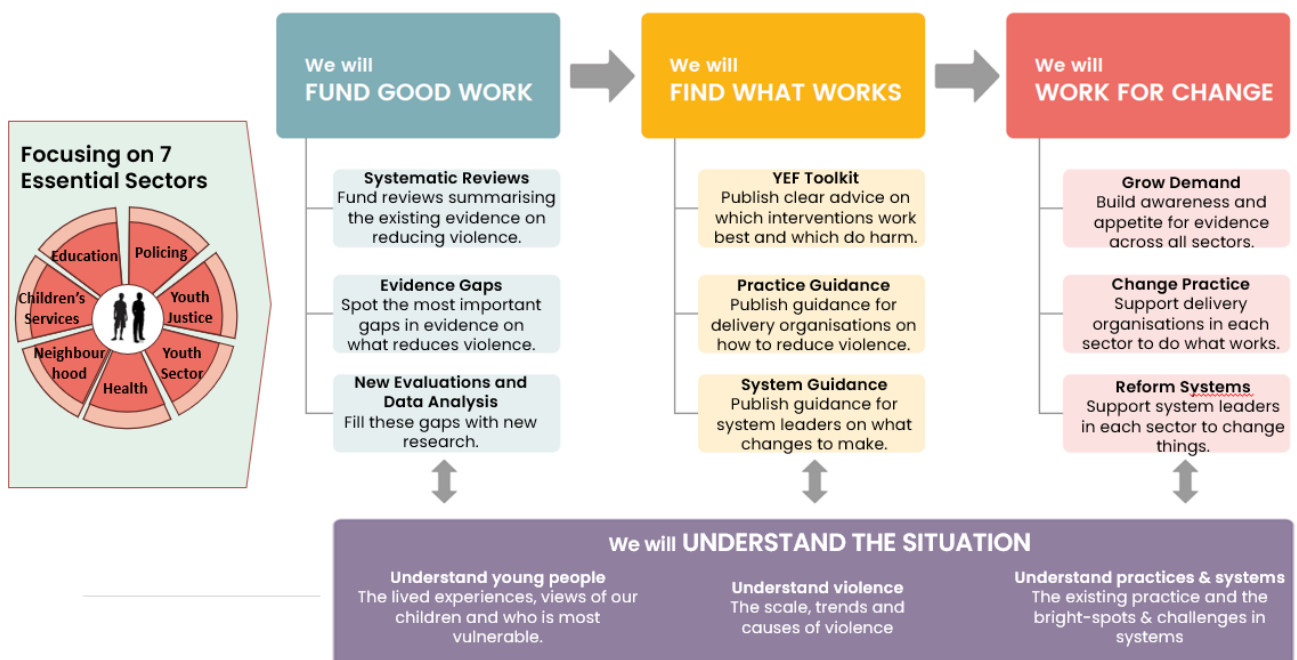 Focusing on 7
Essential Sectors
Education
Policing
Children's
Services
Youth
Justice
Neighbour
hood
Youth
Sector
Health
We will
FUND GOOD WORK
Systematic Reviews
Fund reviews summarising
the existing evidence on
reducing violence.
Evidence Gaps
Spot the most important
gaps in evidence on
what reduces violence.
New Evaluations and
Data Analysis
Fill these gaps with new
research.
We will
FIND WHAT WORKS
YEF Toolkit
Publish clear advice on
which interventions work
best and which do harm.
Practice Guidance
Publish guidance for
delivery organisations on
how to reduce violence.
System Guidance
Publish guidance for
system leaders on what
changes to make.
We will
WORK FOR CHANGE
Grow Demand
Build awareness and
appetite for evidence
across all sectors.
Change Practice
Support delivery
organisations in each
sector to do what works.
Reform Systems
Support system leaders
in each sector to change
things.
We will UNDERSTAND THE SITUATION
Understand young people
The lived experiences, views of our
children and who is most
vulnerable.
Understand violence
The scale, trends and
causes of violence
Understand practices & systems
The existing practice and the
bright-spots & challenges in
systems